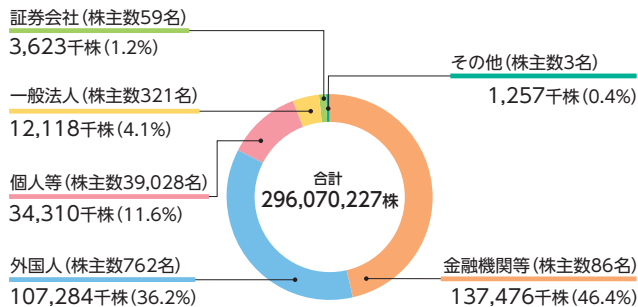 証券会社(株主数59名)
3,623千株(1.2%)
その他(株主数3名)
1,257千株(0.4%)
一般法人(株主数321名)
12,118千株(4.1%)
個人等(株主数39,028名)
34,310千株(11.6%)
合計
296,070,227株
外国人(株主数762名)
107,284千株(36.2%)
金融機関等(株主数86名)
137,476千株(46.4%)